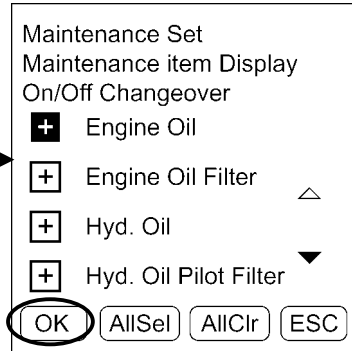 Maintenance Set
Maintenance item Display
On/Off Changeover
+ Engine Oil
+ Engine Oil Filter
+ Hyd. Oil
+ Hyd. Oil Pilot Filter
OK AllSel AllClr ESC